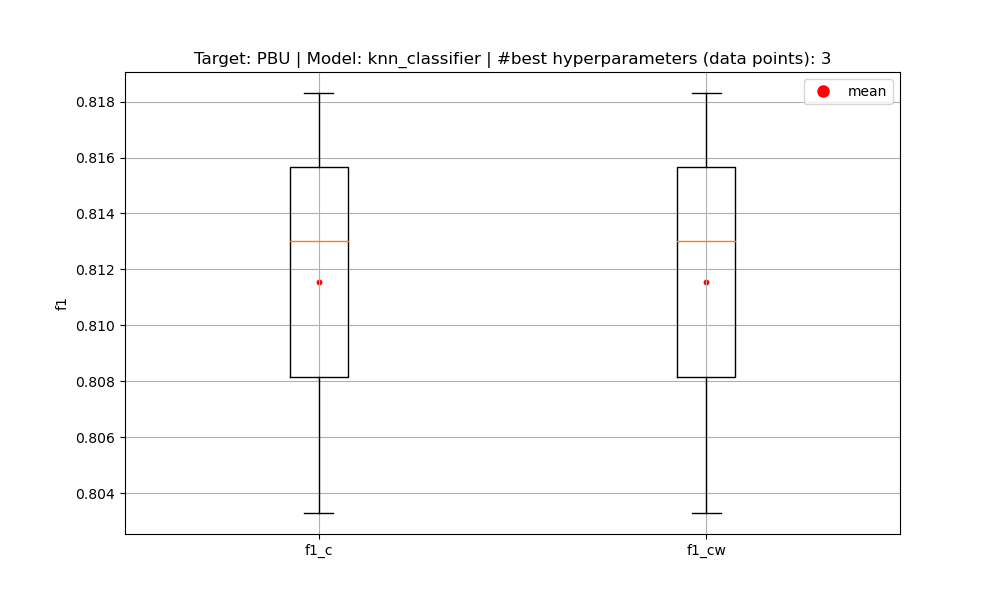 Target: PBU | Model: knn_classifier | #best hyperparameters (data points): 3
mean
0.818
0.816
0.814
0.812
0.810
0.808
0.806
0.804
f1
f1_c
f1_cw